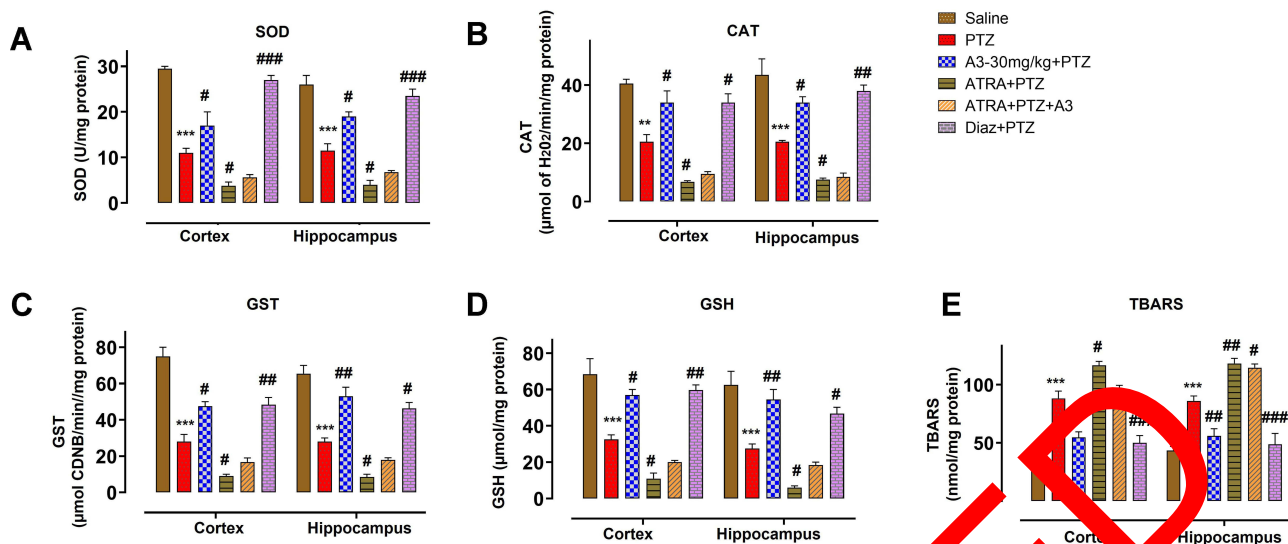 Saline
PTZ
A3-30mg/kg+PTZ
ATRA+PTZ
ATRA+PTZ+A3
Diaz+PTZ
A
SOD
SOD (U/mg protein)
30
20
10
0
***
#
#
###
***
#
#
###
Cortex
Hippocampus
B
CAT
CAT
(μmol of H2O2/min/mg protein)
40
20
0
**
#
#
#
***
#
#
##
Cortex
Hippocampus
C
GST
GST
(μmol CDNB/min//mg protein)
80
60
40
20
0
***
#
#
##
***
##
#
#
Cortex
Hippocampus
D
GSH
GSH (μmol/mg protein)
80
60
40
20
0
***
#
#
##
***
##
#
#
Cortex
Hippocampus
E
TBARS
TBARS
(nmol/mg protein)
100
50
***
#
***
##
##
#
###
Hippocampus